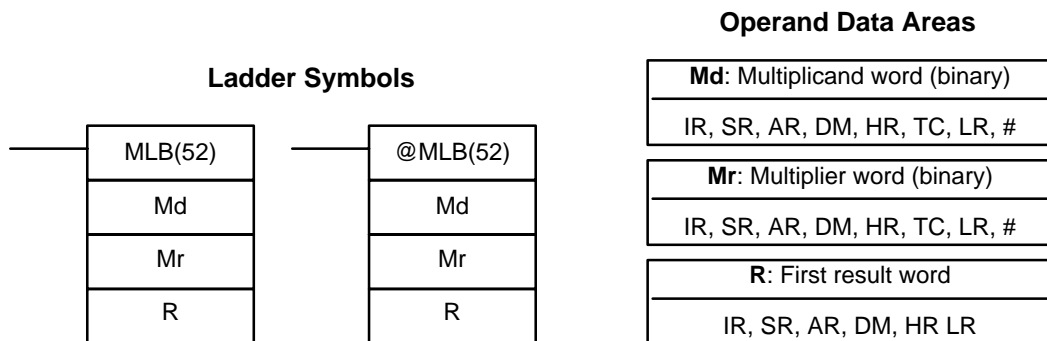 Operand Data Areas
Ladder Symbols
MLB(52)
Md
Mr
R
@MLB(52)
Md
Mr
R
Md: Multiplicand word (binary)
IR, SR, AR, DM, HR, TC, LR, #
Mr: Multiplier word (binary)
IR, SR, AR, DM, HR, TC, LR, #
R: First result word
IR, SR, AR, DM, HR LR